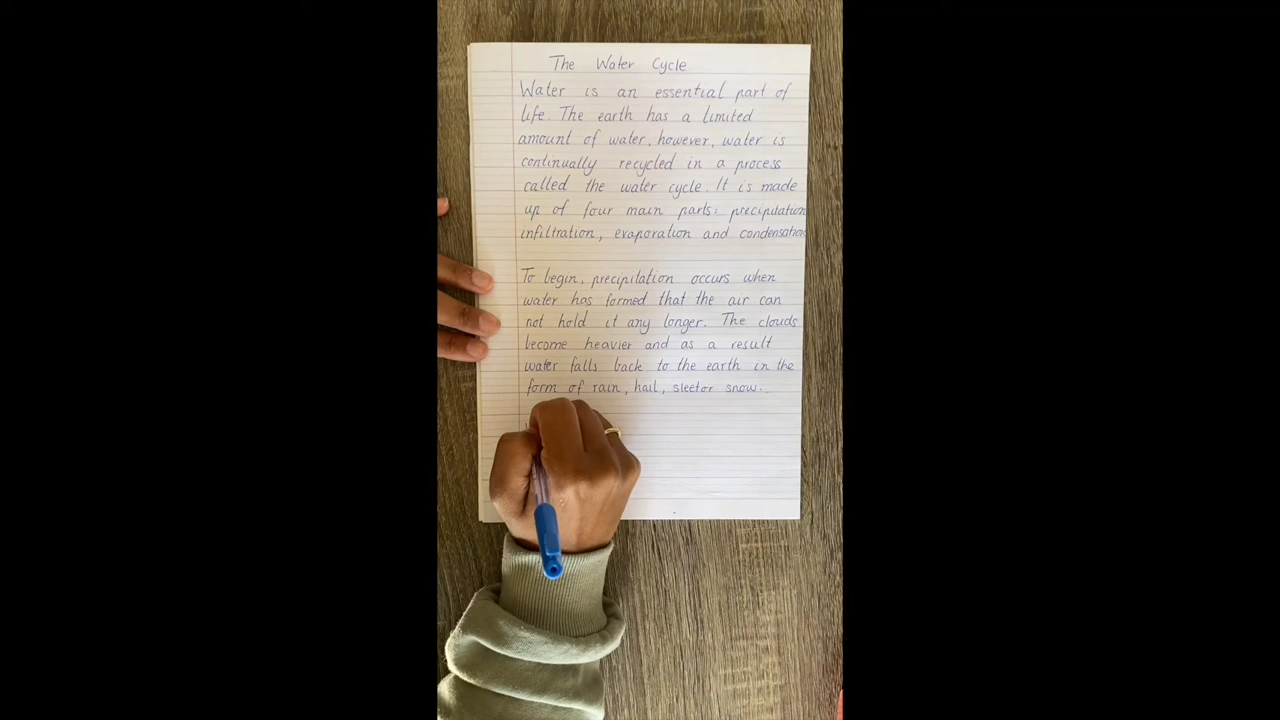 The Water Cycle
Water is an essential part of
life. The earth has a limited
amount of water, however, water is
continually recycled in a process
called the water cycle. It is made
up of four main parts: precipitation
infiltration, evaporation and condensation
To begin, precipitation occurs when
water has formed that the air can
not hold it any longer. The clouds
become heavier and as a result
water falls back to the earth in the
form of rain, hail, sleet or snow.